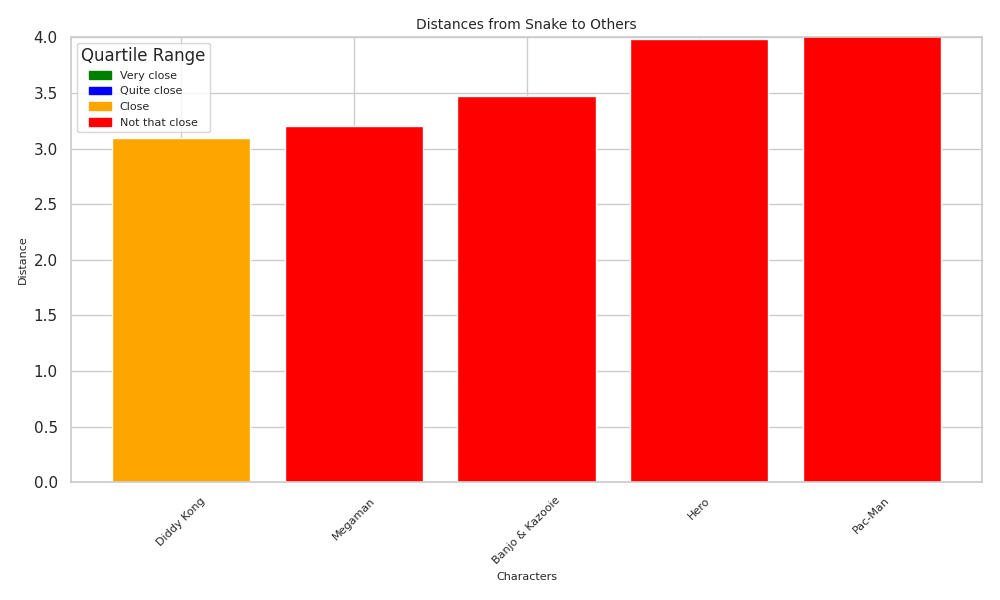 Distances from Snake to Others
Quartile Range
Very close
Quite close
Close
Not that close
4.0
3.5
3.0
2.5
2.0
1.5
1.0
0.5
0.0
Distance
Diddy Kong
Megaman
Banjo & Kazooie
Hero
Pac-Man
Characters